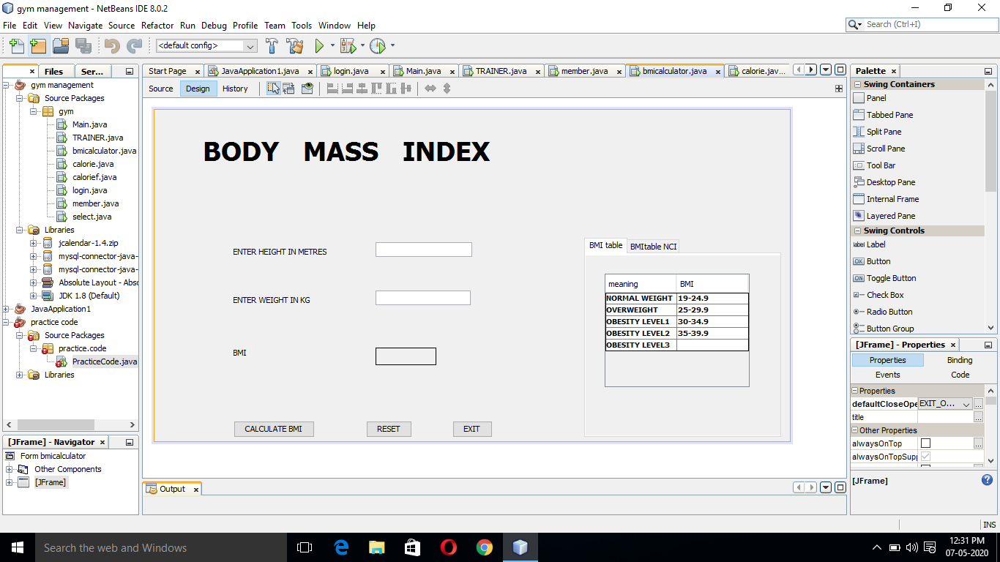 gym management - NetBeans IDE 8.0.2
File Edit View Navigate Source Refactor Run Debug Profile Team Tools Window Help
Search (Ctrl+I)
<default config>
Files Ser...
Start Page JavaApplication1.java login.java Main.java TRAINER.java member.java bmicalculator.java calorie.jav...
Source Design History
gym management
Source Packages
gym
Main.java
TRAINER.java
bmicalculator.java
calorie.java
calorief.java
login.java
member.java
select.java
Libraries
jcalendar-1.4.zip
mysql-connector-java-
mysql-connector-java-
Absolute Layout - Abso
JDK 1.8 (Default)
JavaApplication1
practice code
Source Packages
practice.code
PracticeCode.java
Libraries
[JFrame] - Navigator
Form bmicalculator
Other Components
[JFrame]
BODY MASS INDEX
ENTER HEIGHT IN METRES
ENTER WEIGHT IN KG
BMI
CALCULATE BMI RESET EXIT
BMI table BMItable NCI
meaning BMI
NORMAL WEIGHT 19-24.9
OVERWEIGHT 25-29.9
OBESITY LEVEL1 30-34.9
OBESITY LEVEL2 35-39.9
OBESITY LEVEL3
Output
Palette
Swing Containers
Panel
Tabbed Pane
Split Pane
Scroll Pane
Tool Bar
Desktop Pane
Internal Frame
Layered Pane
Swing Controls
label Label
OK Button
ON Toggle Button
Check Box
Radio Button
Button Group
[JFrame] - Properties
Properties Binding
Events Code
Properties
defaultCloseOpe EXIT_O... ...
title ...
Other Properties
alwaysOnTop ...
alwaysOnTopSupp
[JFrame]
INS
Search the web and Windows
12:31 PM
07-05-2020